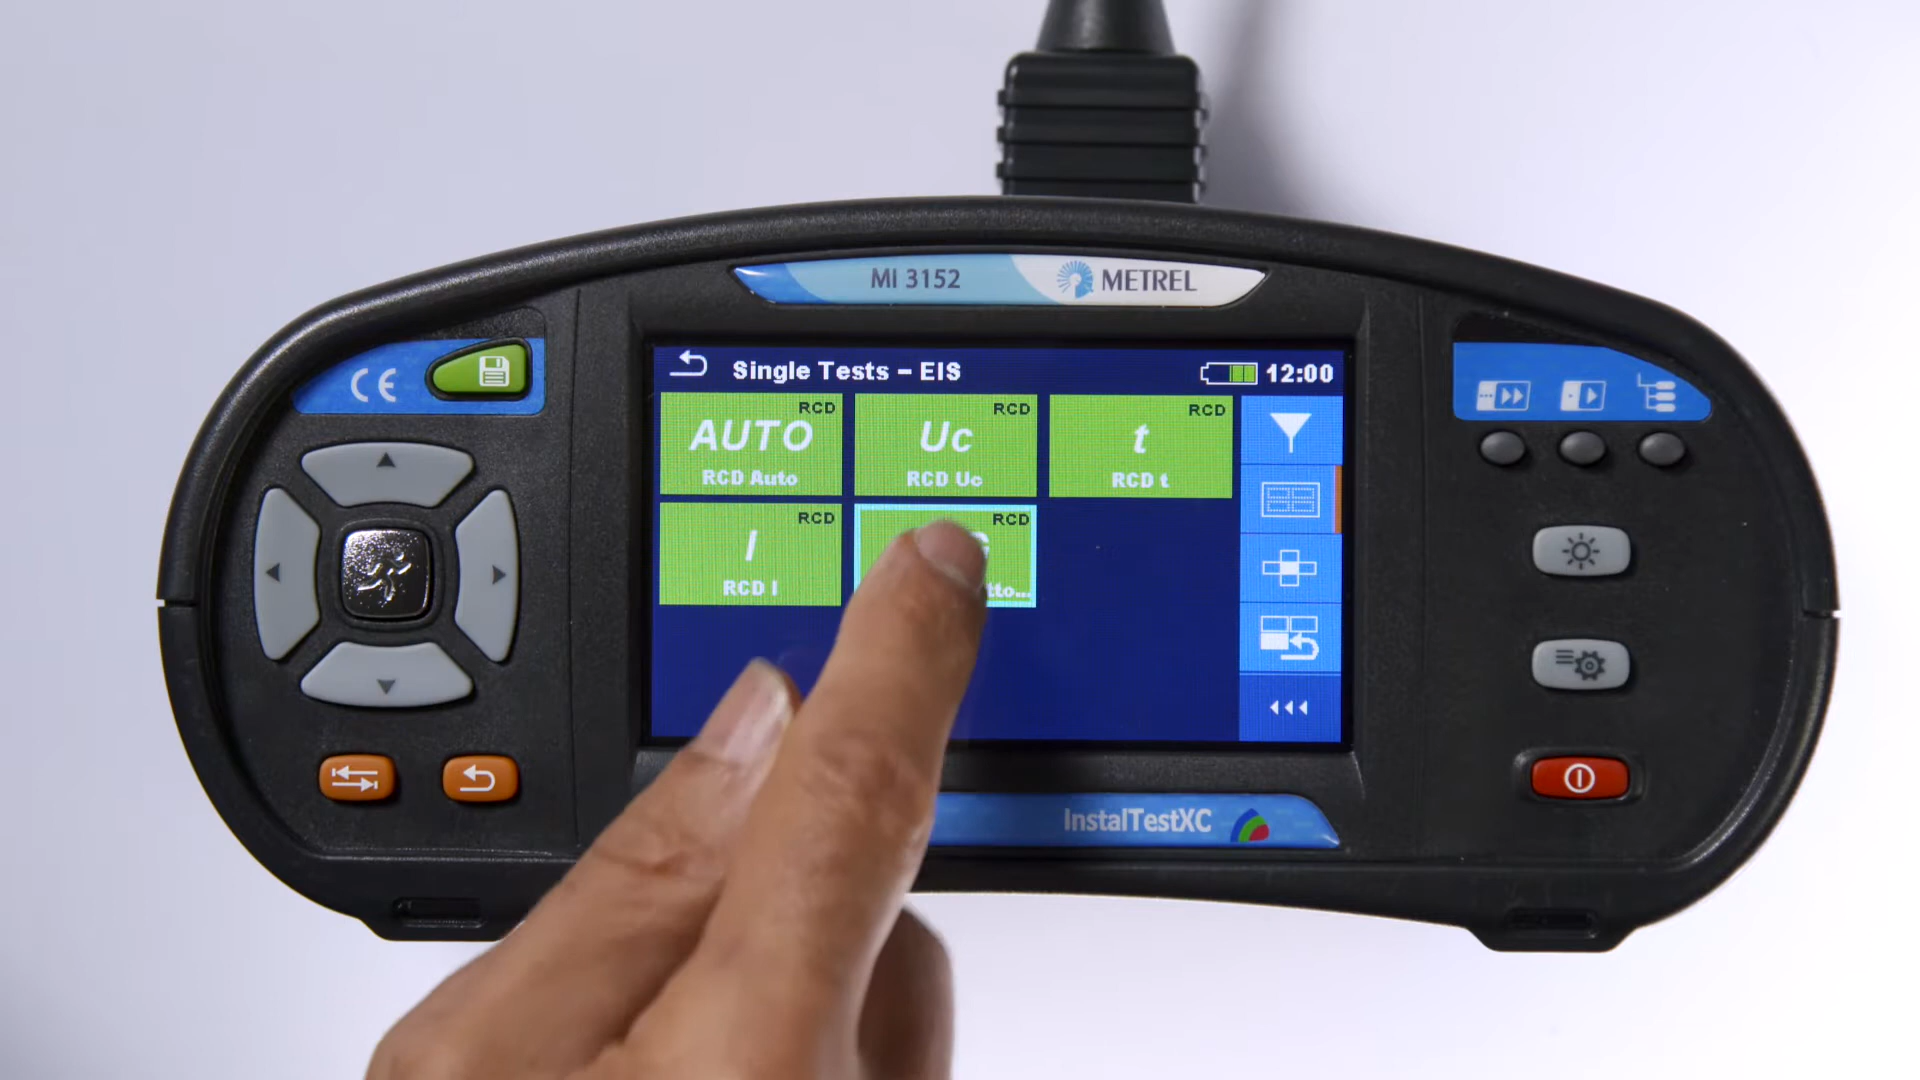 MI 3152 METREL
CE
Single Tests - EIS 12:00
RCD RCD RCD
AUTO Uc t
RCD Auto RCD Uc RCD t
RCD RCD
I
RCD I
InstalTestXC